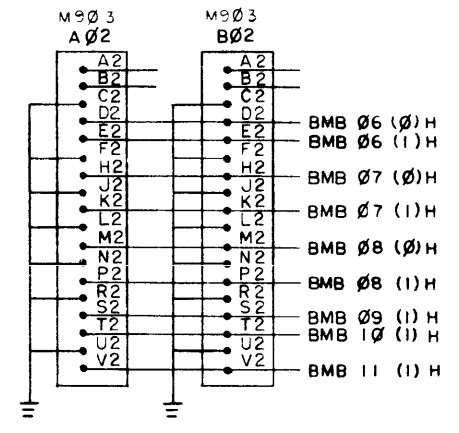 M9Ø3 M9Ø3
AØ2 BØ2
A2 A2
B2 B2
C2 C2
D2 D2 BMB Ø6 (Ø) H
E2 E2 BMB Ø6 (1) H
F2 F2
H2 H2 BMB Ø7 (Ø) H
J2 J2
K2 K2 BMB Ø7 (1) H
L2 L2
M2 M2 BMB Ø8 (Ø) H
N2 N2
P2 P2 BMB Ø8 (1) H
R2 R2
S2 S2 BMB Ø9 (1) H
T2 T2 BMB 1Ø (1) H
U2 U2
V2 V2 BMB 11 (1) H